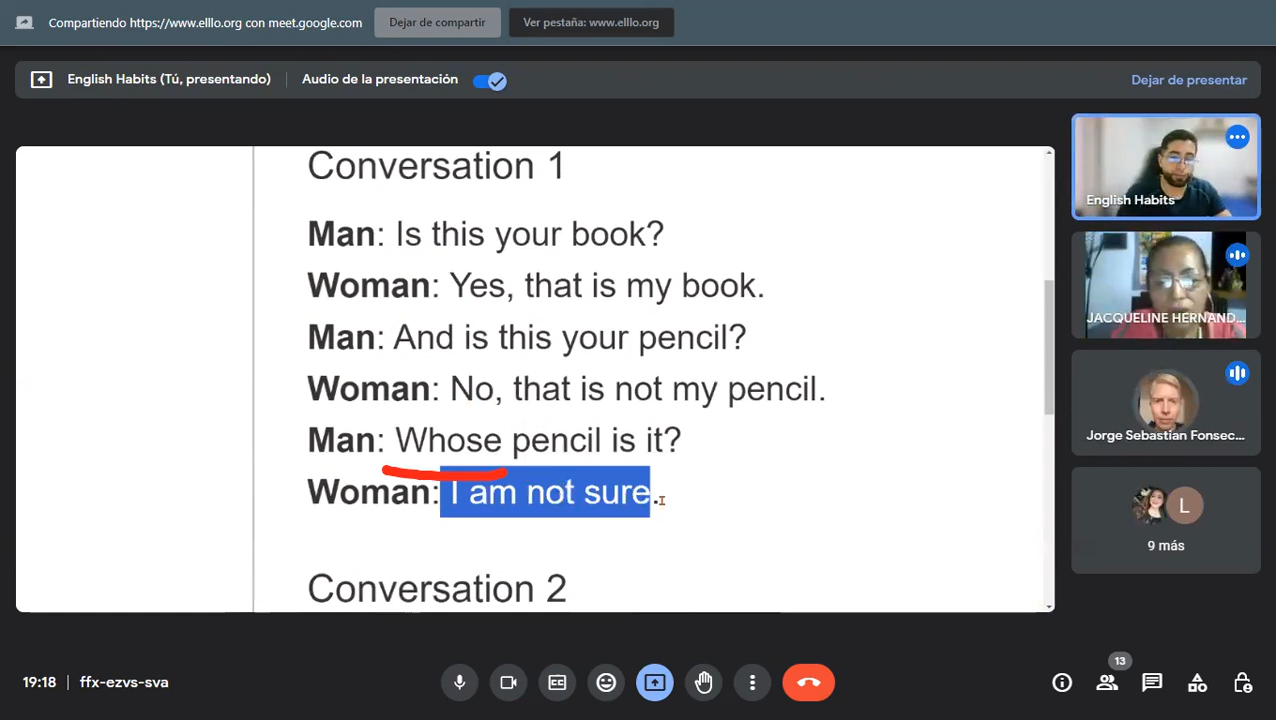 Compartiendo https://www.elllo.org con meet.google.com
Dejar de compartir
Ver pestaña: www.elllo.org
English Habits (Tú, presentando)
Audio de la presentación
Dejar de presentar
Conversation 1
Man: Is this your book?
Woman: Yes, that is my book.
Man: And is this your pencil?
Woman: No, that is not my pencil.
Man: Whose pencil is it?
Woman: I am not sure.
Conversation 2
English Habits
JACQUELINE HERNAND...
Jorge Sebastian Fonsec...
L
9 más
19:18
ffx-ezvs-sva
13